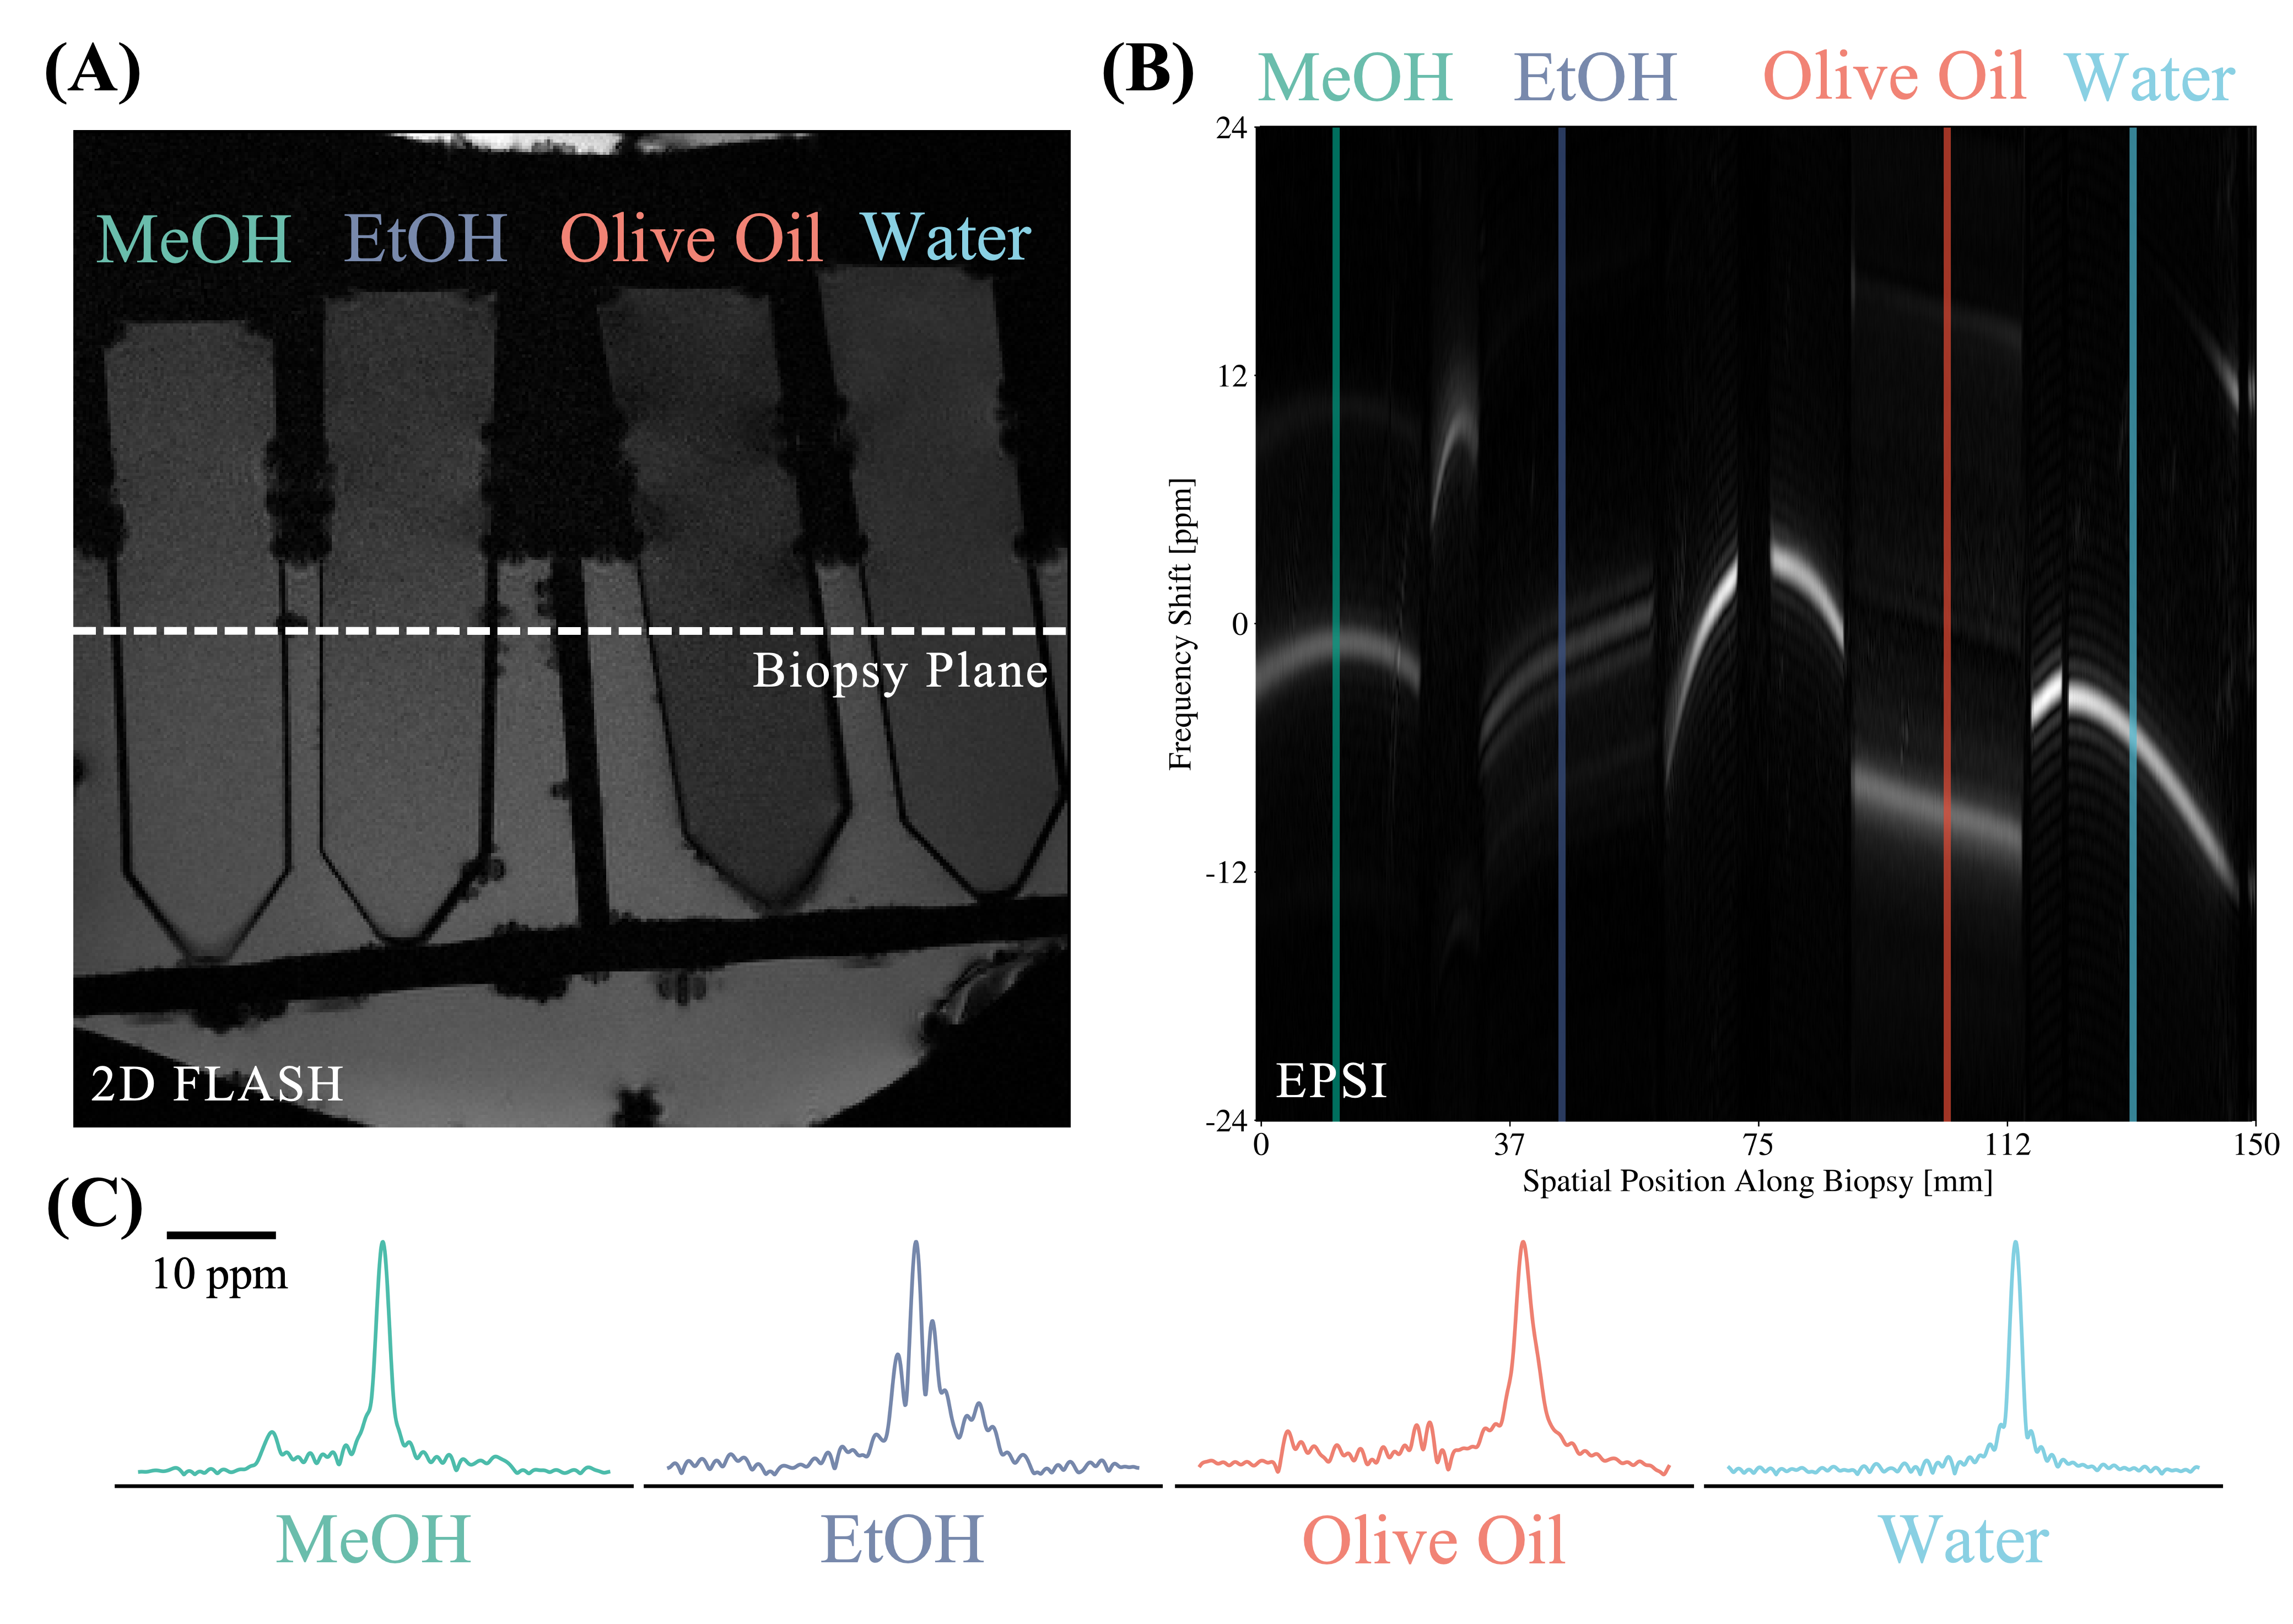 (A)
MeOH EtOH Olive Oil Water
Biopsy Plane
2D FLASH
(B)
MeOH EtOH Olive Oil Water
24
12
0
-12
-24
Frequency Shift [ppm]
EPSI
0 37 75 112 150
Spatial Position Along Biopsy [mm]
(C)
10 ppm
MeOH EtOH Olive Oil Water